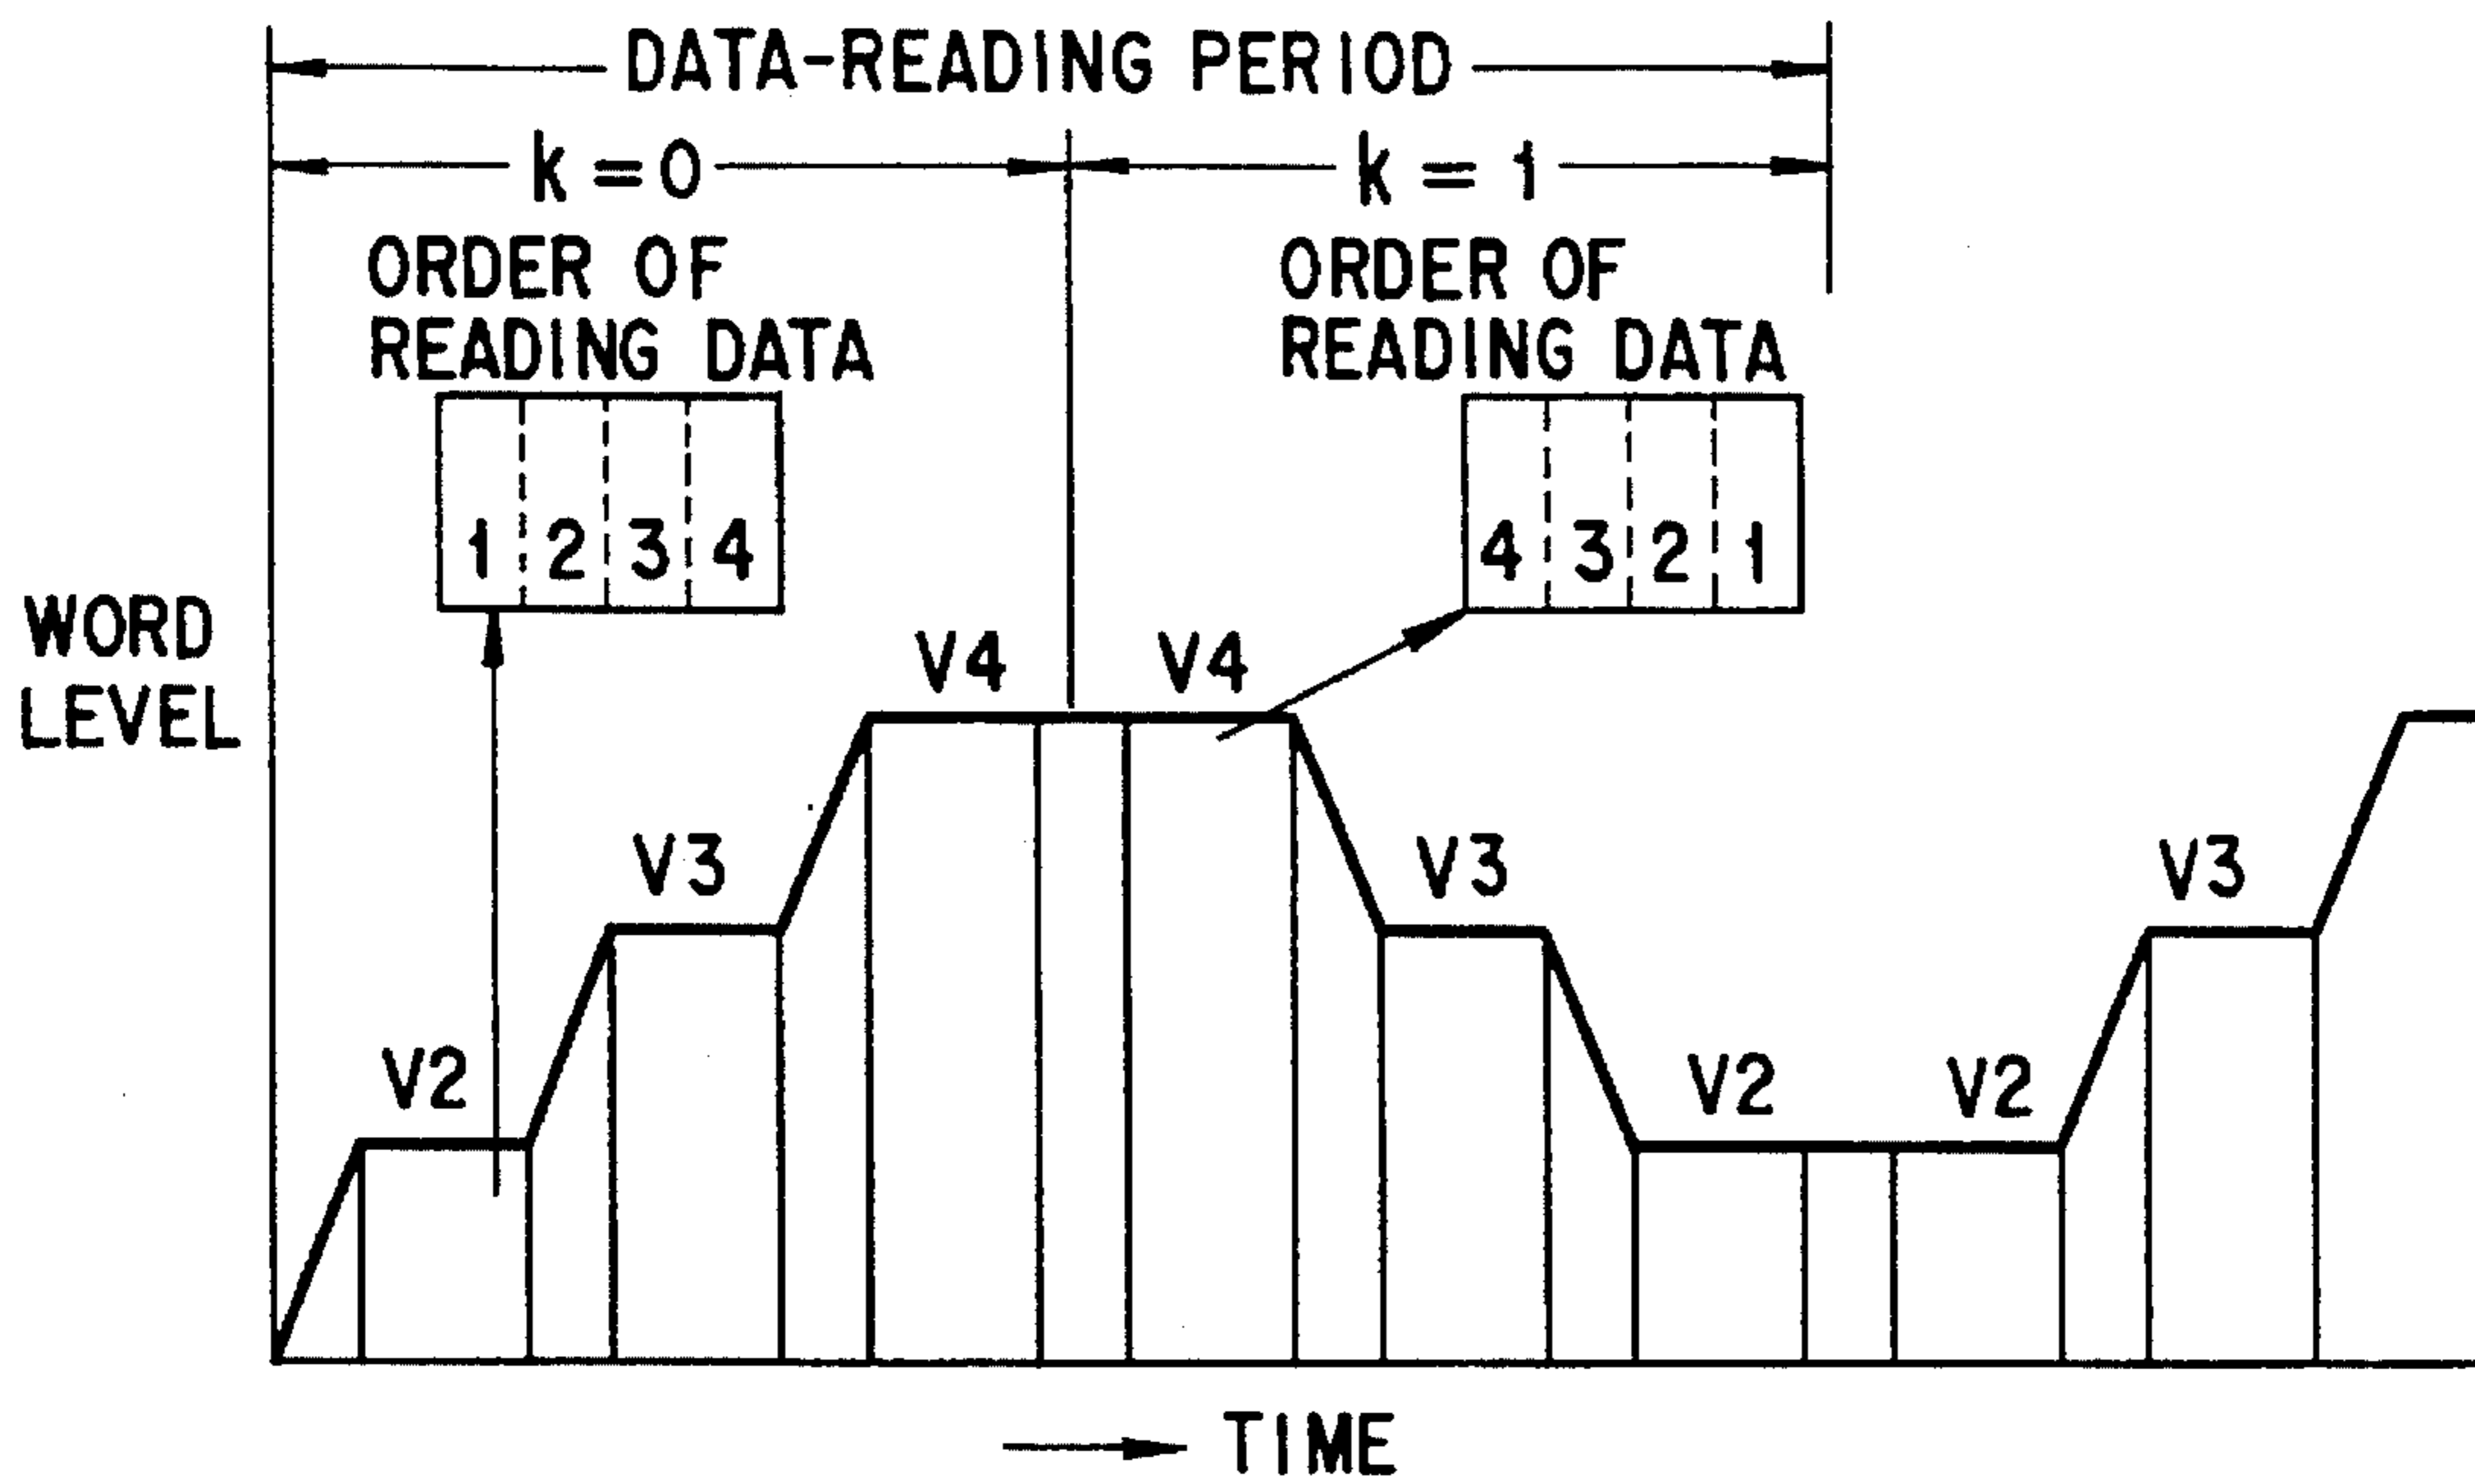 DATA-READING PERIOD
k=0
k=1
ORDER OF
READING DATA
ORDER OF
READING DATA
1 2 3 4
4 3 2 1
WORD
LEVEL
V4
V4
V3
V3
V3
V2
V2
V2
TIME